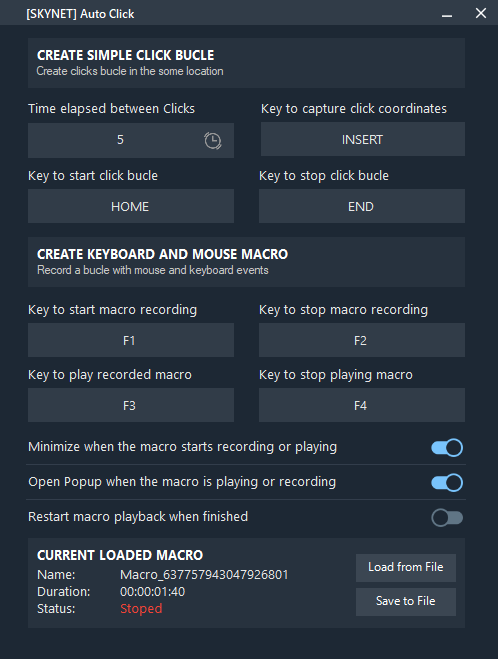 [SKYNET] Auto Click
CREATE SIMPLE CLICK BUCLE
Create clicks bucle in the some location
Time elapsed between Clicks
Key to capture click coordinates
5
INSERT
Key to start click bucle
Key to stop click bucle
HOME
END
CREATE KEYBOARD AND MOUSE MACRO
Record a bucle with mouse and keyboard events
Key to start macro recording
Key to stop macro recording
F1
F2
Key to play recorded macro
Key to stop playing macro
F3
F4
Minimize when the macro starts recording or playing
Open Popup when the macro is playing or recording
Restart macro playback when finished
CURRENT LOADED MACRO
Name: Macro_637757943047926801
Duration: 00:00:01:40
Status: Stoped
Load from File
Save to File